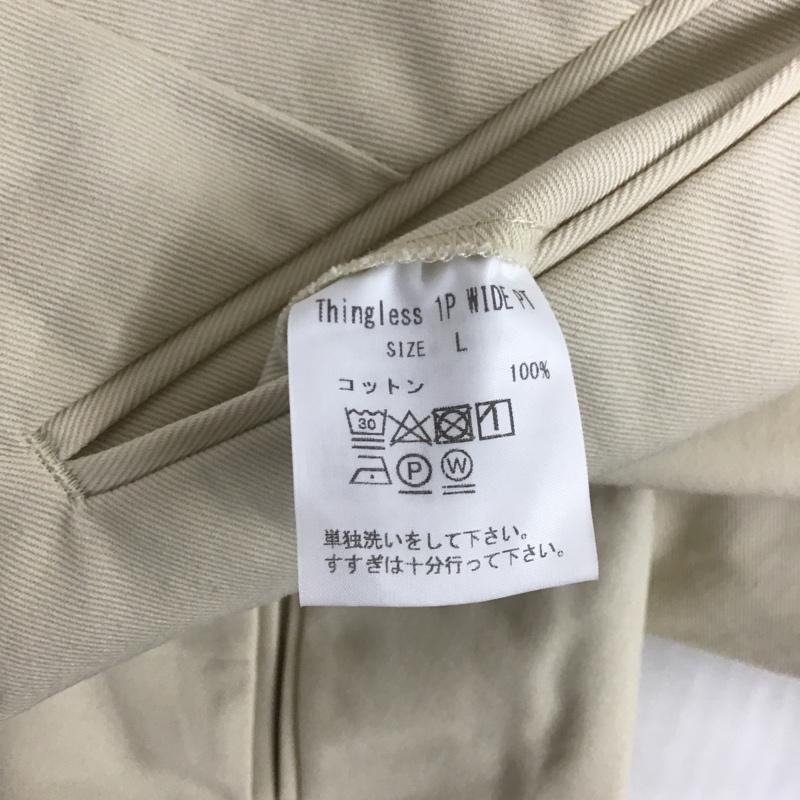 Thingless 1P WIDE PT
SIZE L
コットン 100%
30
P W
単独洗いをして下さい。
すすぎは十分行って下さい。